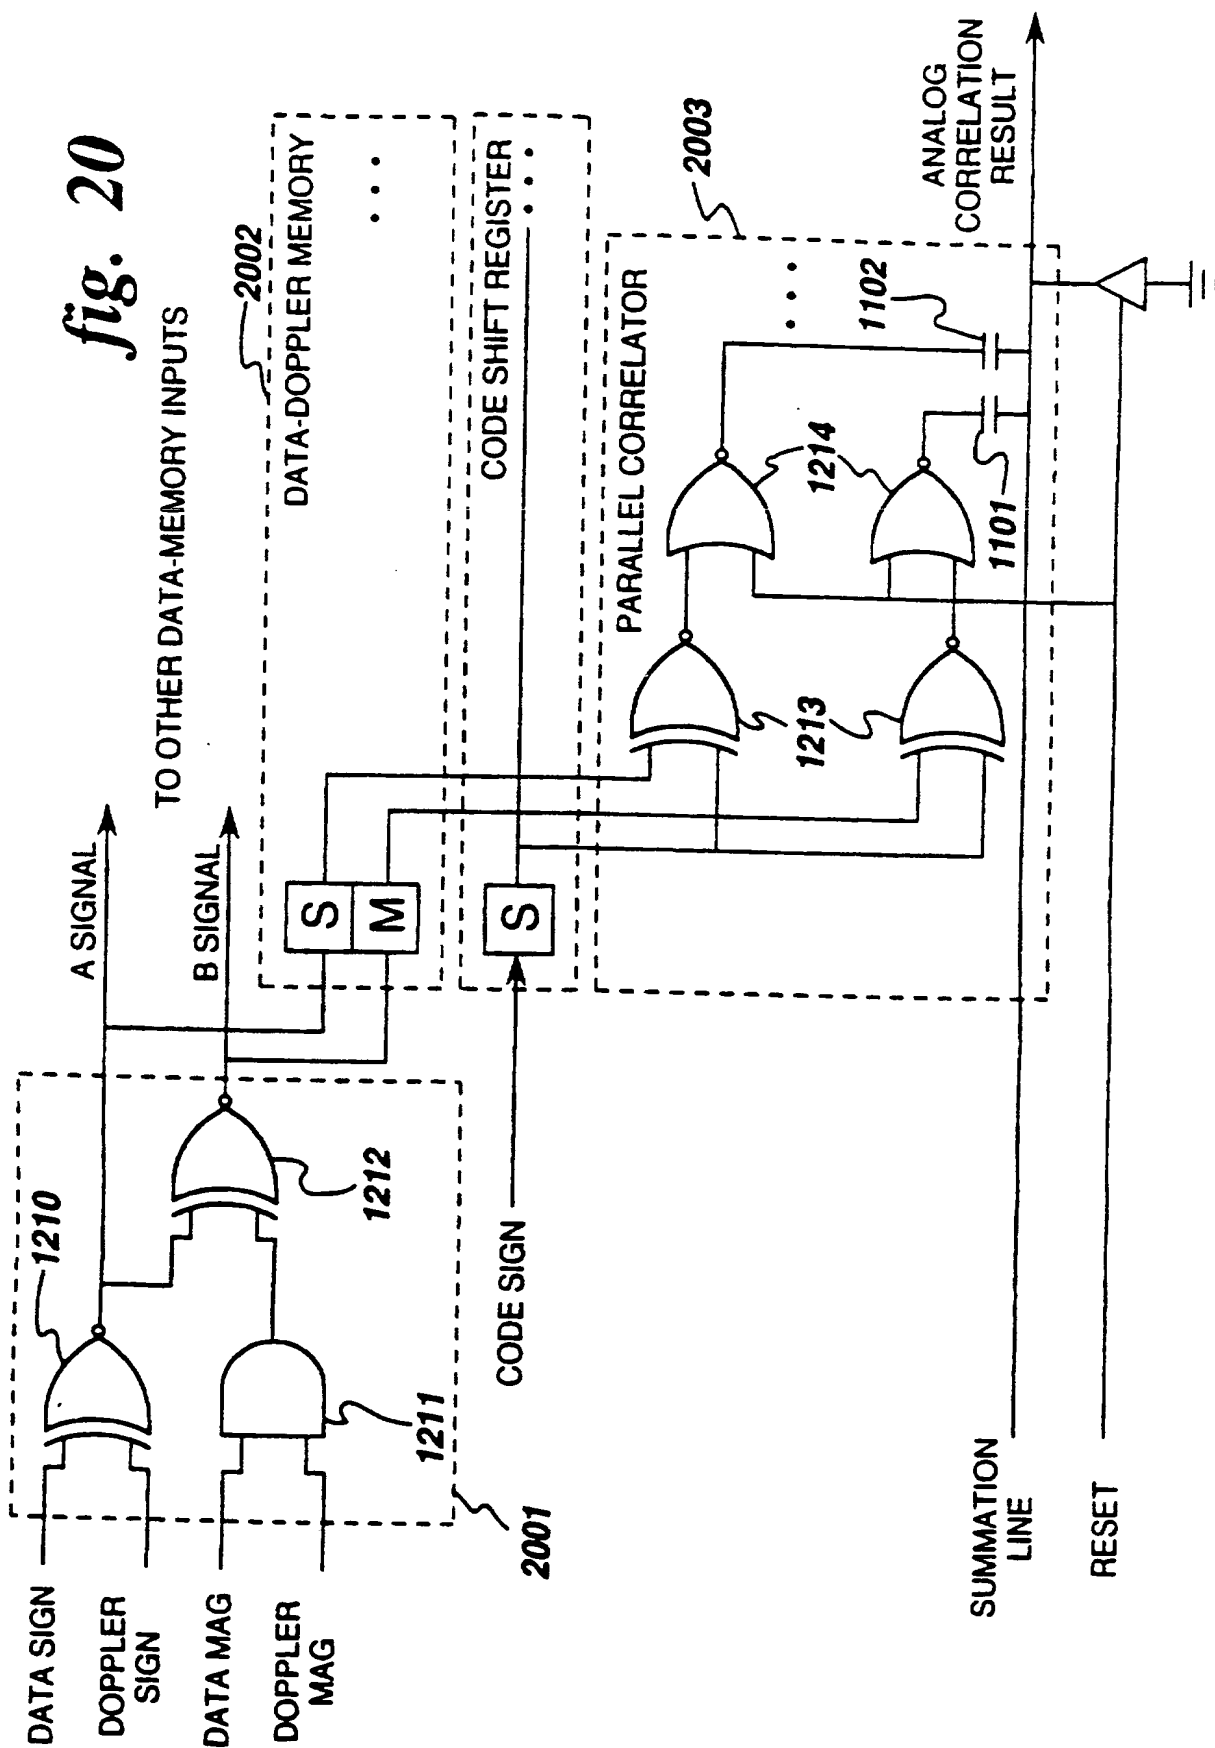 fig. 20
DATA SIGN
DOPPLER
SIGN
DATA MAG
DOPPLER
MAG
2001
1210
1211
1212
A SIGNAL
B SIGNAL
TO OTHER DATA-MEMORY INPUTS
2002
DATA-DOPPLER MEMORY
S
M
• • •
CODE SIGN
S
CODE SHIFT REGISTER
• • •
PARALLEL CORRELATOR
2003
1213
1214
1101
1102
• • •
SUMMATION
LINE
RESET
ANALOG
CORRELATION
RESULT